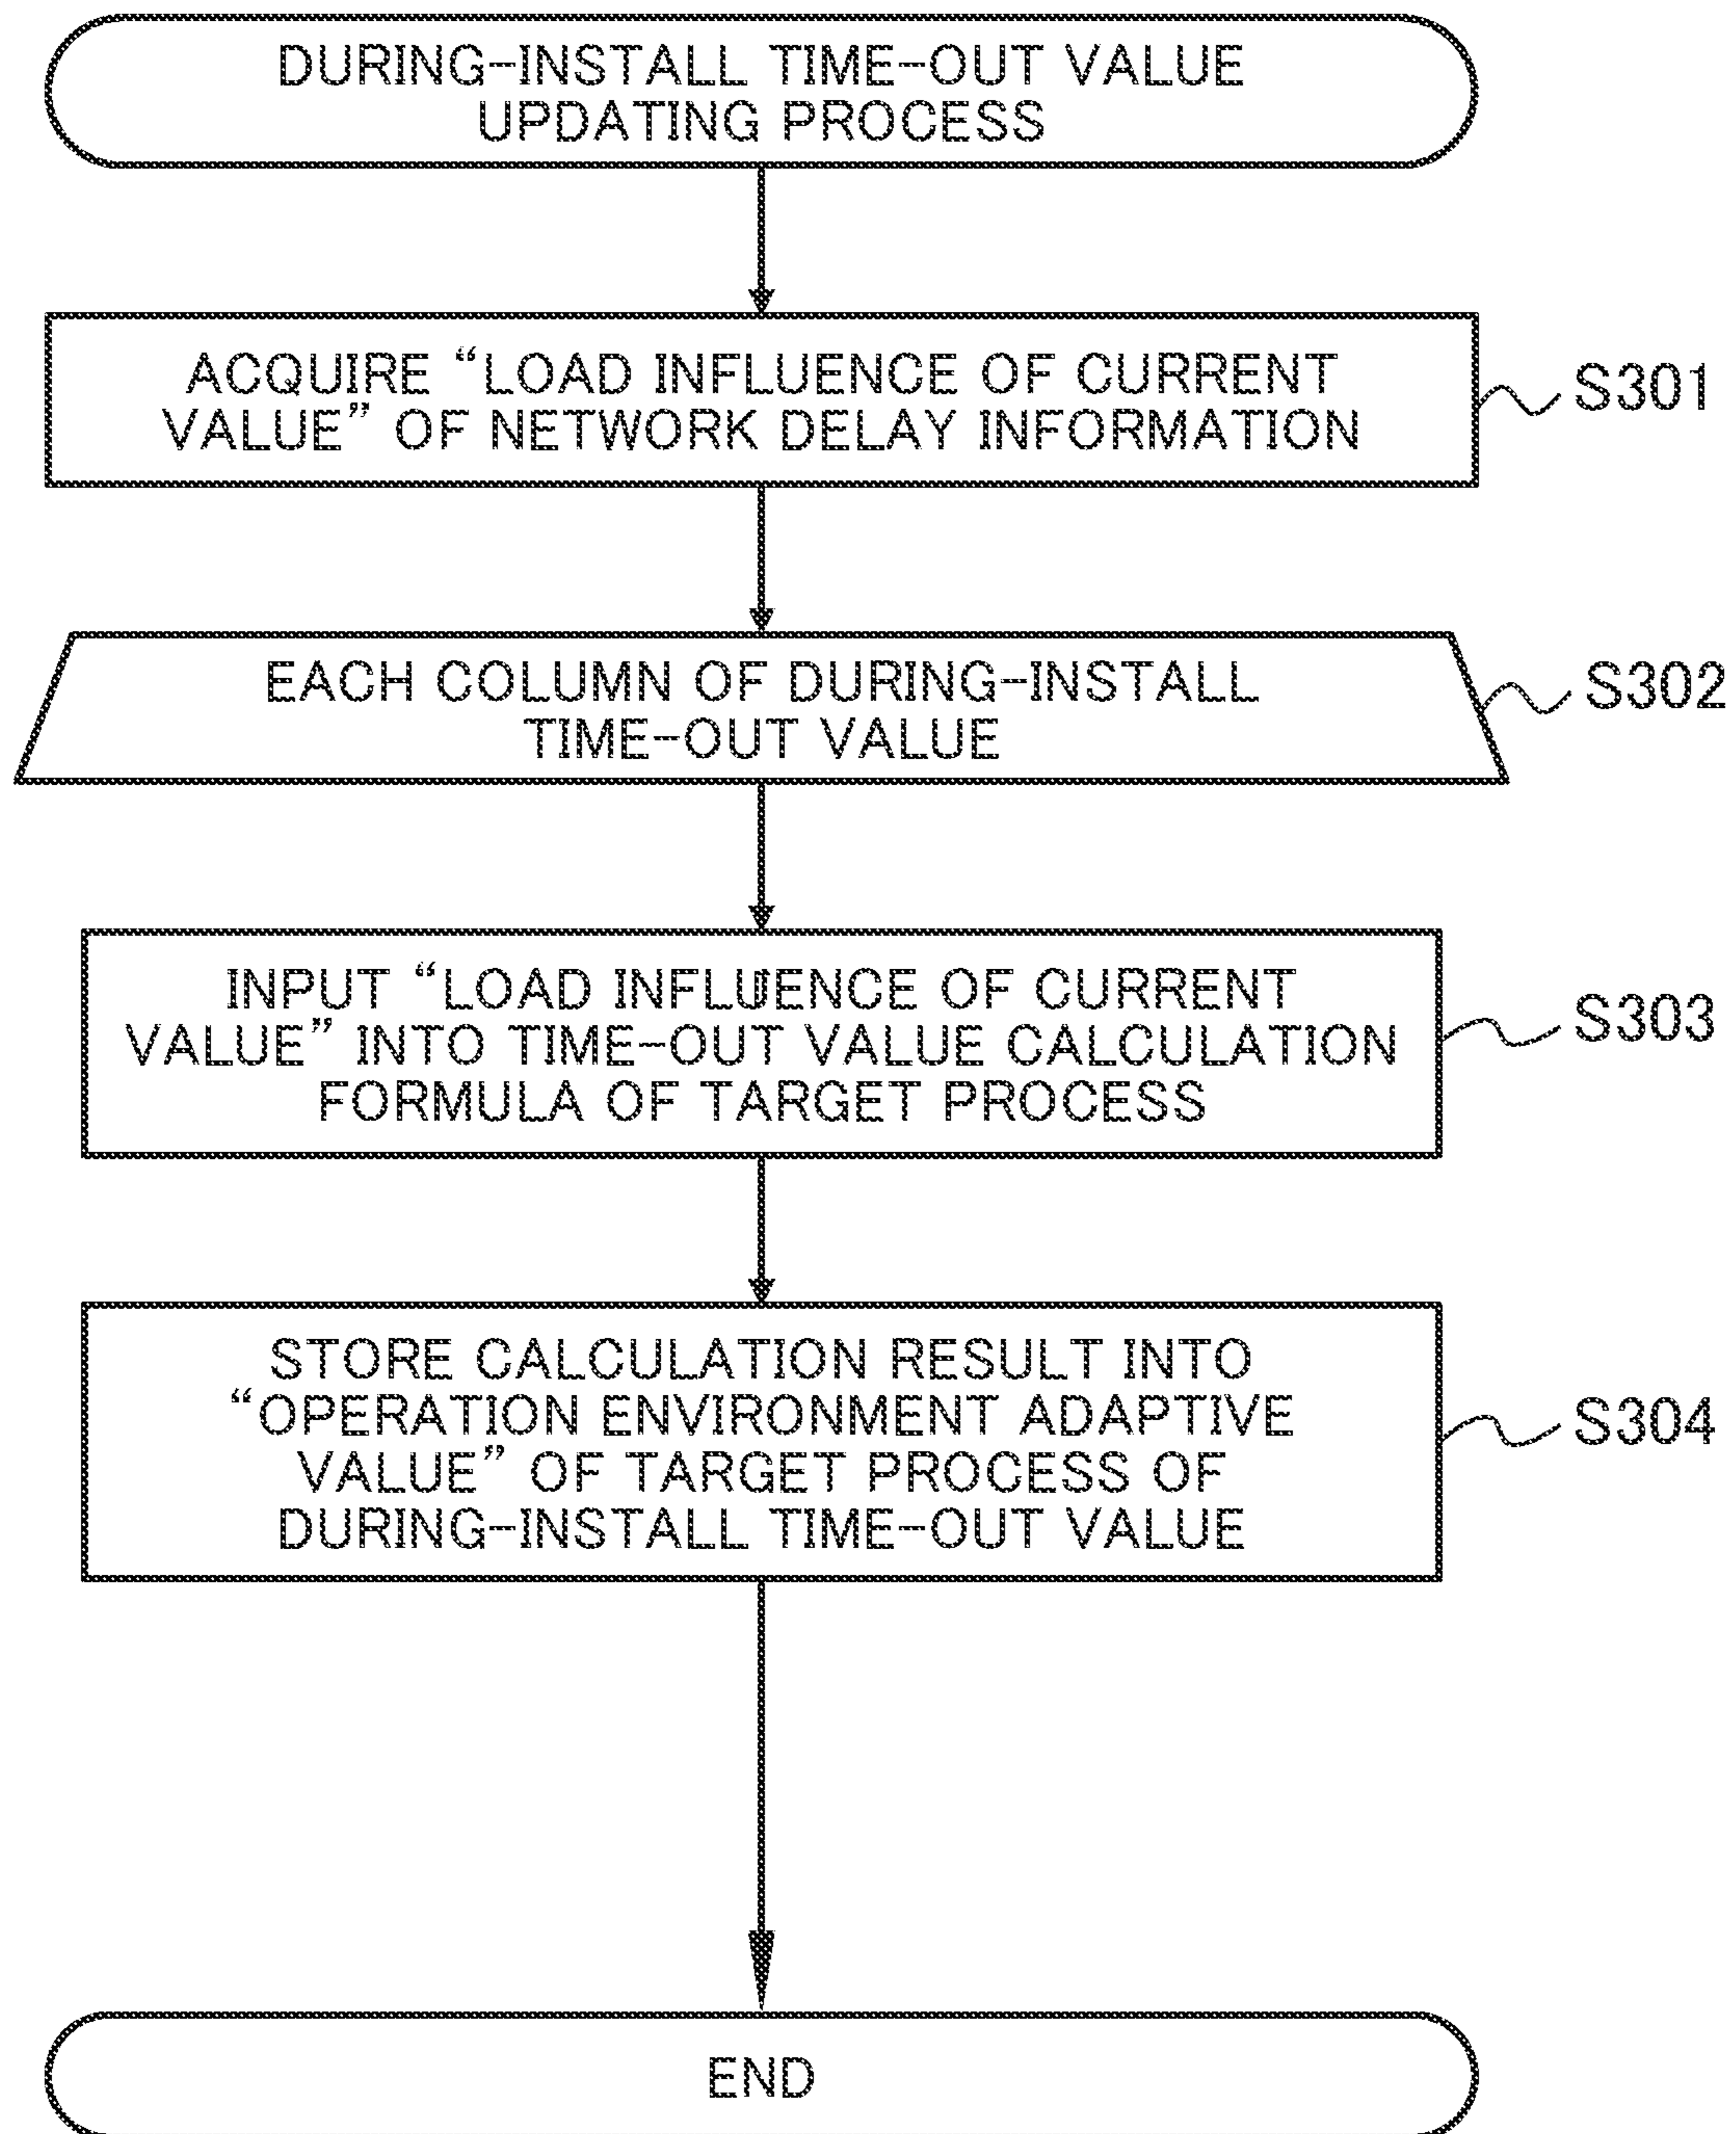 DURING-INSTALL TIME-OUT VALUE
UPDATING PROCESS
ACQUIRE “LOAD INFLUENCE OF CURRENT
VALUE” OF NETWORK DELAY INFORMATION
S301
EACH COLUMN OF DURING-INSTALL
TIME-OUT VALUE
S302
INPUT “LOAD INFLUENCE OF CURRENT
VALUE” INTO TIME-OUT VALUE CALCULATION
FORMULA OF TARGET PROCESS
S303
STORE CALCULATION RESULT INTO
“OPERATION ENVIRONMENT ADAPTIVE
VALUE” OF TARGET PROCESS OF
DURING-INSTALL TIME-OUT VALUE
S304
END